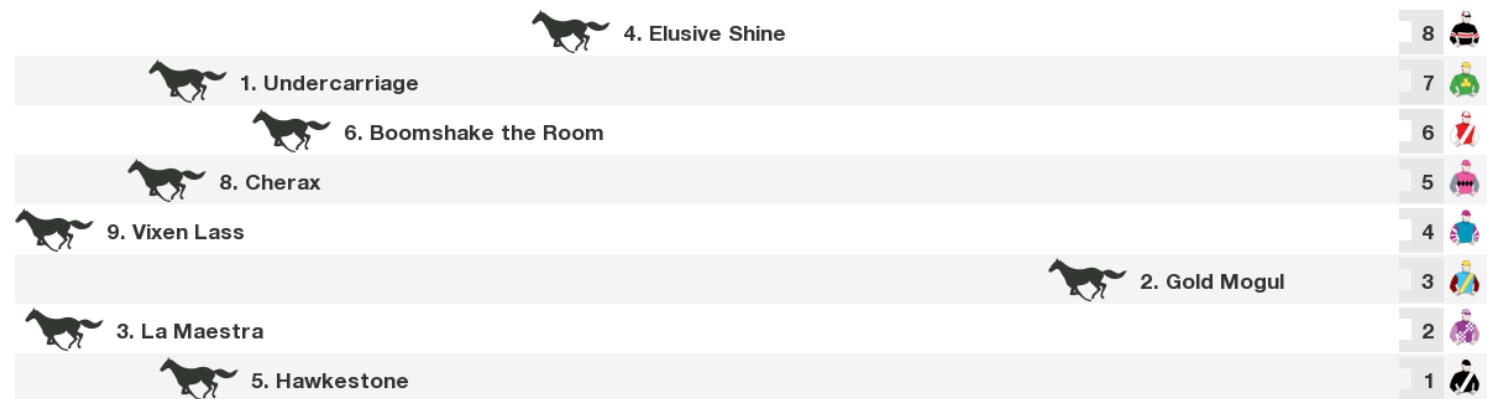 4. Elusive Shine 8
1. Undercarriage 7
6. Boomshake the Room 6
8. Cherax 5
9. Vixen Lass 4
2. Gold Mogul 3
3. La Maestra 2
5. Hawkestone 1